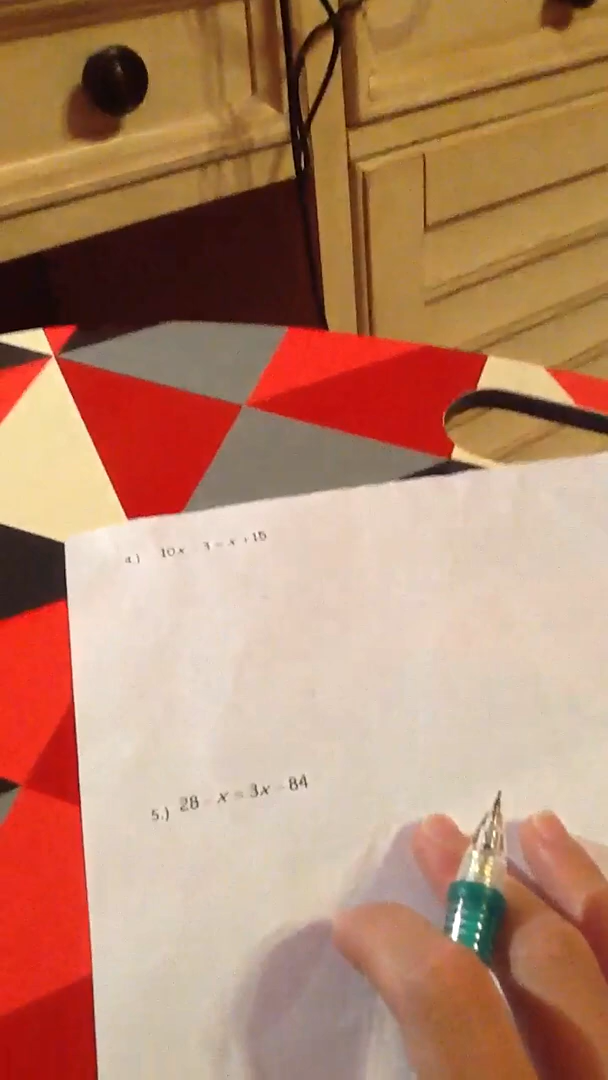 4.) 10x - 3 = x + 15
5.) 28 - x = 3x - 84